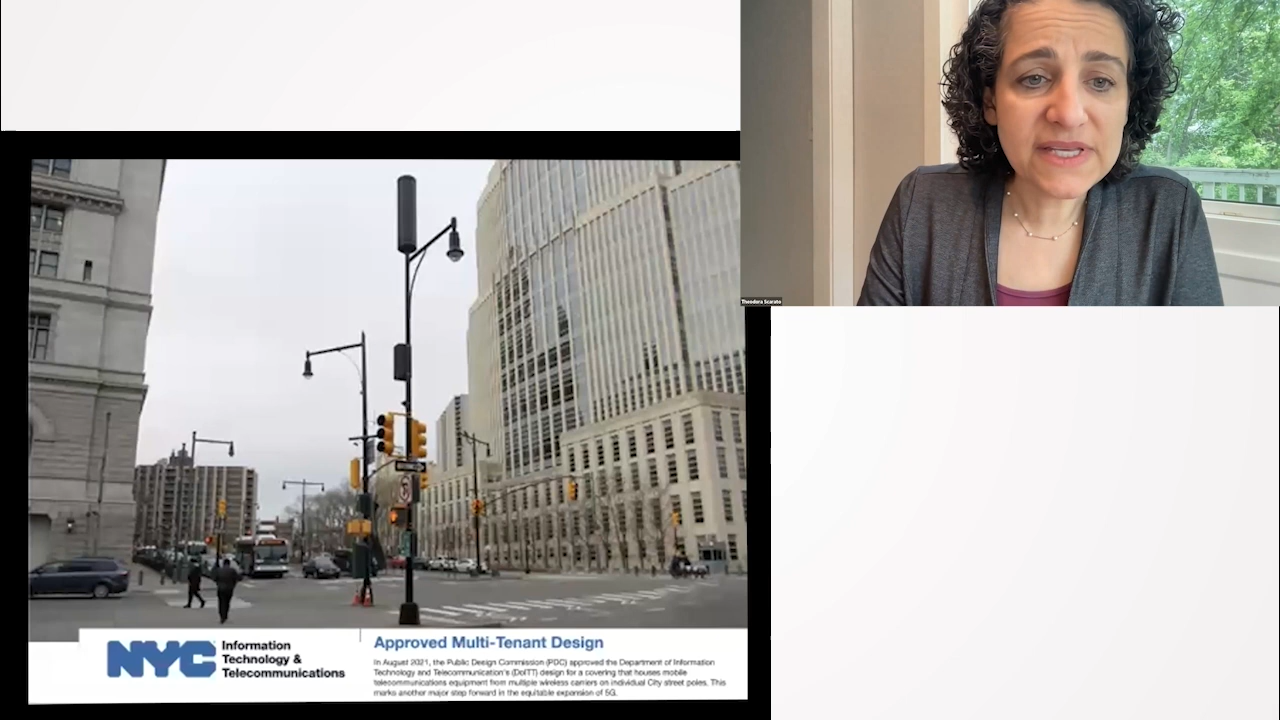 Theodora Scarato
NYC
Information
Technology &
Telecommunications
Approved Multi-Tenant Design
In August 2021, the Public Design Commission (PDC) approved the Department of Information
Technology and Telecommunication's (DoITT) design for a covering that houses mobile
telecommunications equipment from multiple wireless carriers on individual City street poles. This
marks another major step forward in the equitable expansion of 5G.